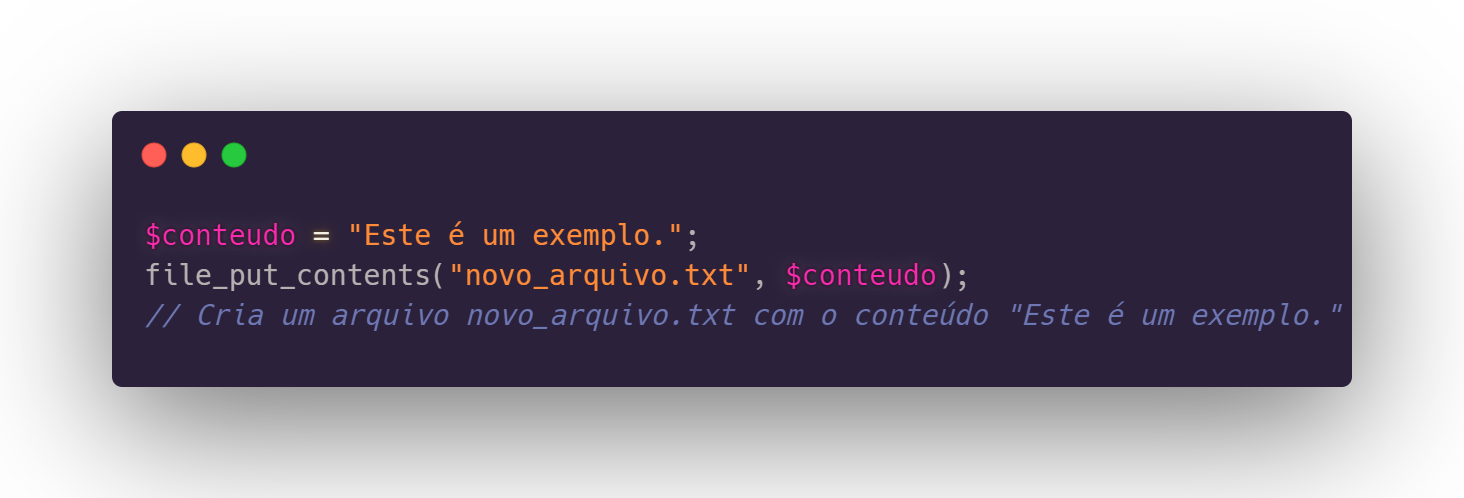 $conteudo = "Este é um exemplo.";
file_put_contents("novo_arquivo.txt", $conteudo);
// Cria um arquivo novo_arquivo.txt com o conteúdo "Este é um exemplo."